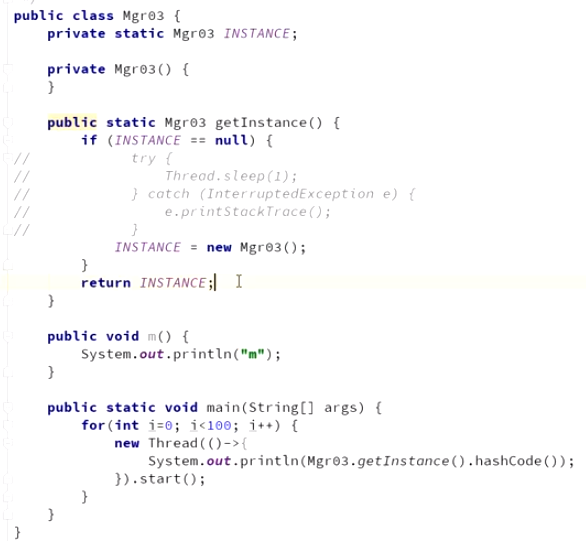 public class Mgr03 {
    private static Mgr03 INSTANCE;
    private Mgr03() {
    }
    public static Mgr03 getInstance() {
        if (INSTANCE == null) {
//            try {
//                Thread.sleep(1);
//            } catch (InterruptedException e) {
//                e.printStackTrace();
//            }
            INSTANCE = new Mgr03();
        }
        return INSTANCE;
    }
    public void m() {
        System.out.println("m");
    }
    public static void main(String[] args) {
        for(int i=0; i<100; i++) {
            new Thread(()->{
                System.out.println(Mgr03.getInstance().hashCode());
            }).start();
        }
    }
}